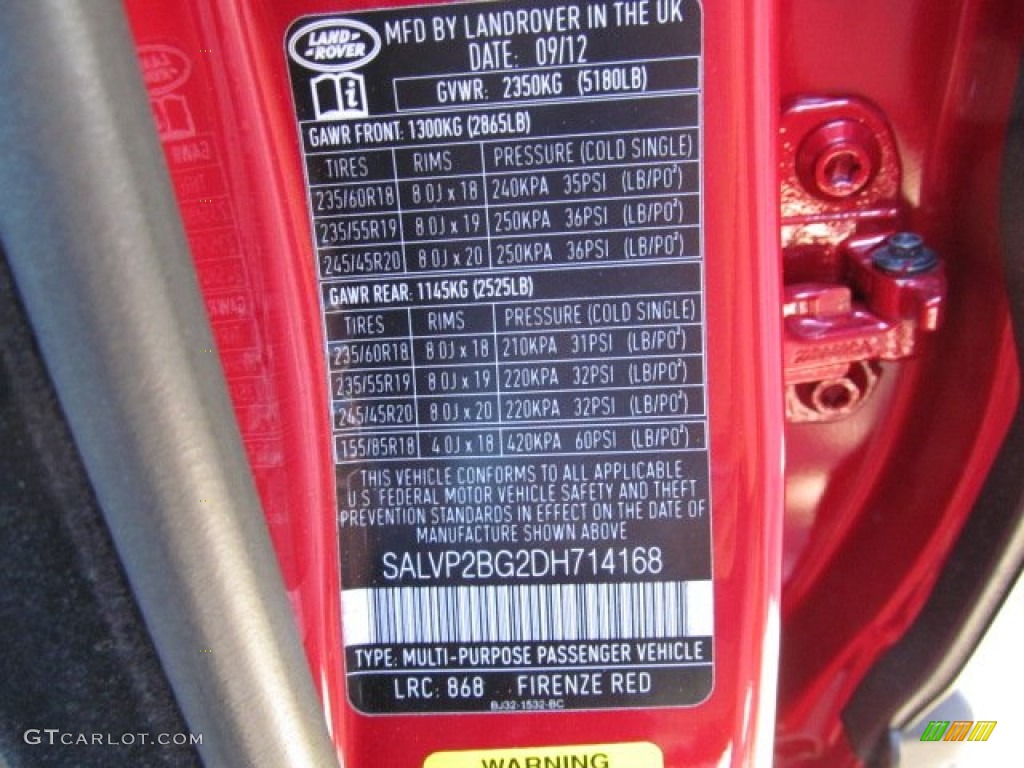 LAND
ROVER
MFD BY LANDROVER IN THE UK
DATE: 09/12
GVWR: 2350KG (5180LB)
GAWR FRONT: 1300KG (2865LB)
TIRES RIMS PRESSURE (COLD SINGLE)
235/60R18 8.0J x 18 240KPA 35PSI (LB/PO²)
235/55R19 8.0J x 19 250KPA 36PSI (LB/PO²)
245/45R20 8.0J x 20 250KPA 36PSI (LB/PO²)
GAWR REAR: 1145KG (2525LB)
TIRES RIMS PRESSURE (COLD SINGLE)
235/60R18 8.0J x 18 210KPA 31PSI (LB/PO²)
235/55R19 8.0J x 19 220KPA 32PSI (LB/PO²)
245/45R20 8.0J x 20 220KPA 32PSI (LB/PO²)
155/85R18 4.0J x 18 420KPA 60PSI (LB/PO²)
THIS VEHICLE CONFORMS TO ALL APPLICABLE
U.S. FEDERAL MOTOR VEHICLE SAFETY AND THEFT
PREVENTION STANDARDS IN EFFECT ON THE DATE OF
MANUFACTURE SHOWN ABOVE
SALVP2BG2DH714168
TYPE: MULTI-PURPOSE PASSENGER VEHICLE
LRC: 868 FIRENZE RED
BJ32-1532-BC
WARNING
GTCARLOT.COM